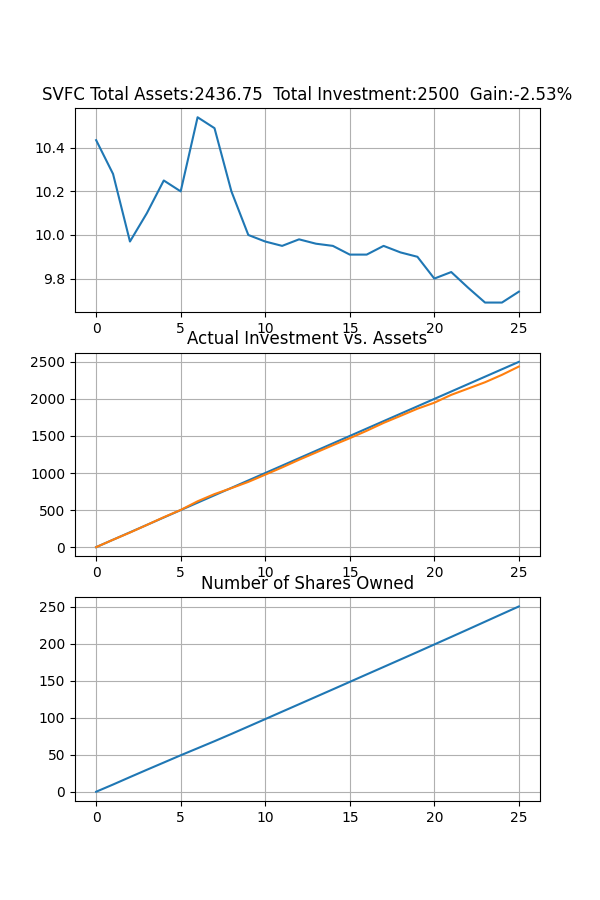 SVFC Total Assets:2436.75  Total Investment:2500  Gain:-2.53%
10.4
10.2
10.0
9.8
0 5 10 15 20 25
Actual Investment vs. Assets
2500
2000
1500
1000
500
0
0 5 10 15 20 25
Number of Shares Owned
250
200
150
100
50
0
0 5 10 15 20 25